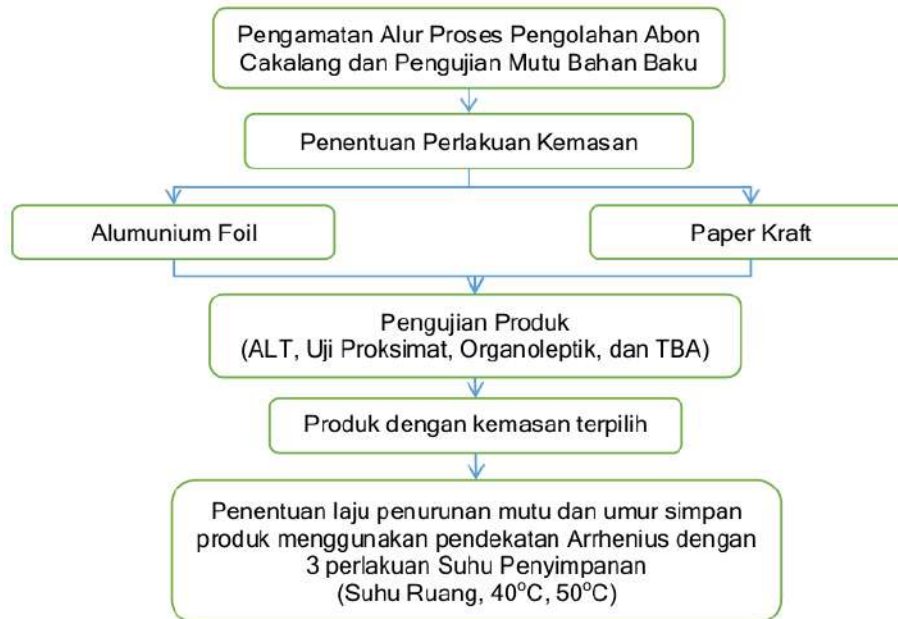 Pengamatan Alur Proses Pengolahan Abon
Cakalang dan Pengujian Mutu Bahan Baku
Penentuan Perlakuan Kemasan
Alumunium Foil
Paper Kraft
Pengujian Produk
(ALT, Uji Proksimat, Organoleptik, dan TBA)
Produk dengan kemasan terpilih
Penentuan laju penurunan mutu dan umur simpan
produk menggunakan pendekatan Arrhenius dengan
3 perlakuan Suhu Penyimpanan
(Suhu Ruang, 40°C, 50°C)